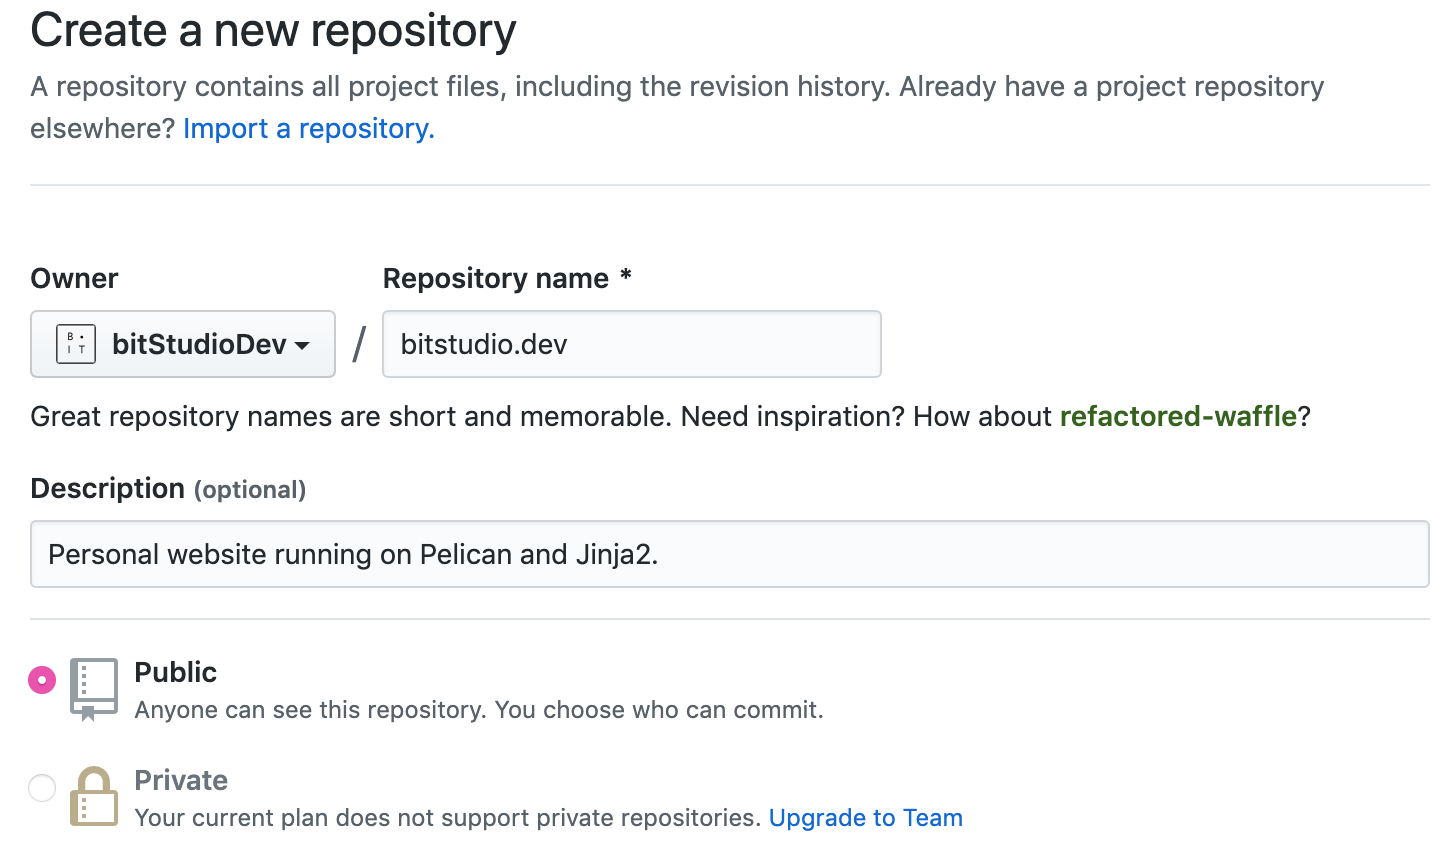 Create a new repository
A repository contains all project files, including the revision history. Already have a project repository
elsewhere? Import a repository.
Owner
Repository name *
B •
I T
bitStudioDev
/
bitstudio.dev
Great repository names are short and memorable. Need inspiration? How about refactored-waffle?
Description (optional)
Personal website running on Pelican and Jinja2.
Public
Anyone can see this repository. You choose who can commit.
Private
Your current plan does not support private repositories. Upgrade to Team